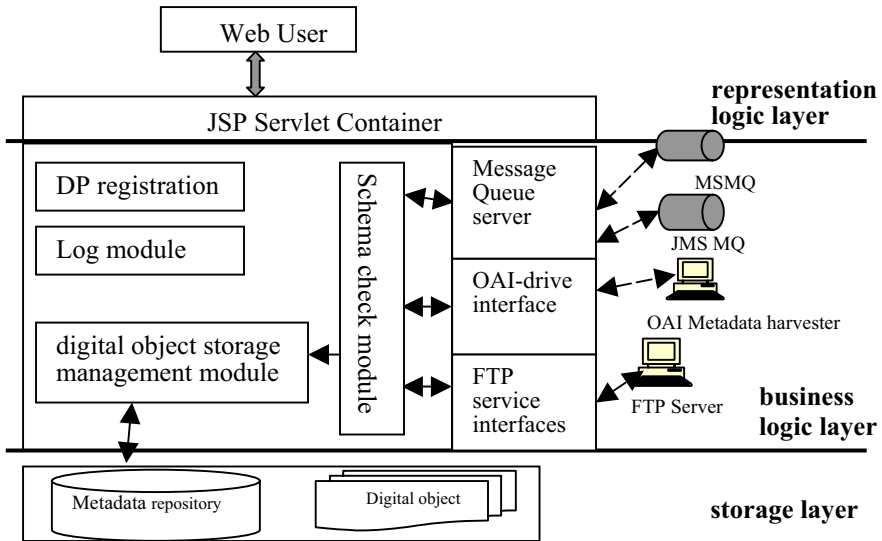 Web User
JSP Servlet Container
representation
logic layer
DP registration
Log module
digital object storage
management module
Schema check module
Message
Queue
server
OAI-drive
interface
FTP
service
interfaces
MSMQ
JMS MQ
OAI Metadata harvester
FTP Server
business
logic layer
Metadata repository
Digital object
storage layer